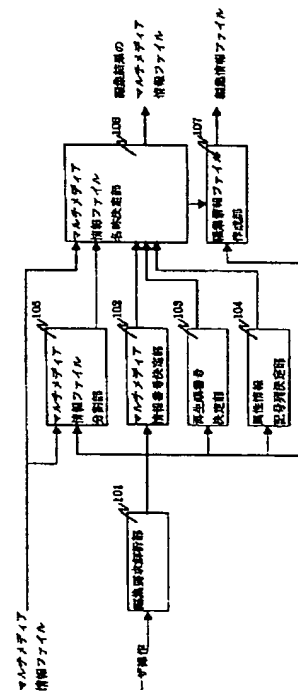 マルチメディア
情報ファイル
ーザ操作
101
編集要求解析部
105
マルチメディア
情報ファイル
分割部
102
マルチメディア
情報番号決定部
103
再生順番号
決定部
104
属性情報
記号列決定部
106
マルチメディア
情報ファイル
名称決定部
107
編集情報ファイル
作成部
編集結果の
マルチメディア
情報ファイル
編集情報ファイル